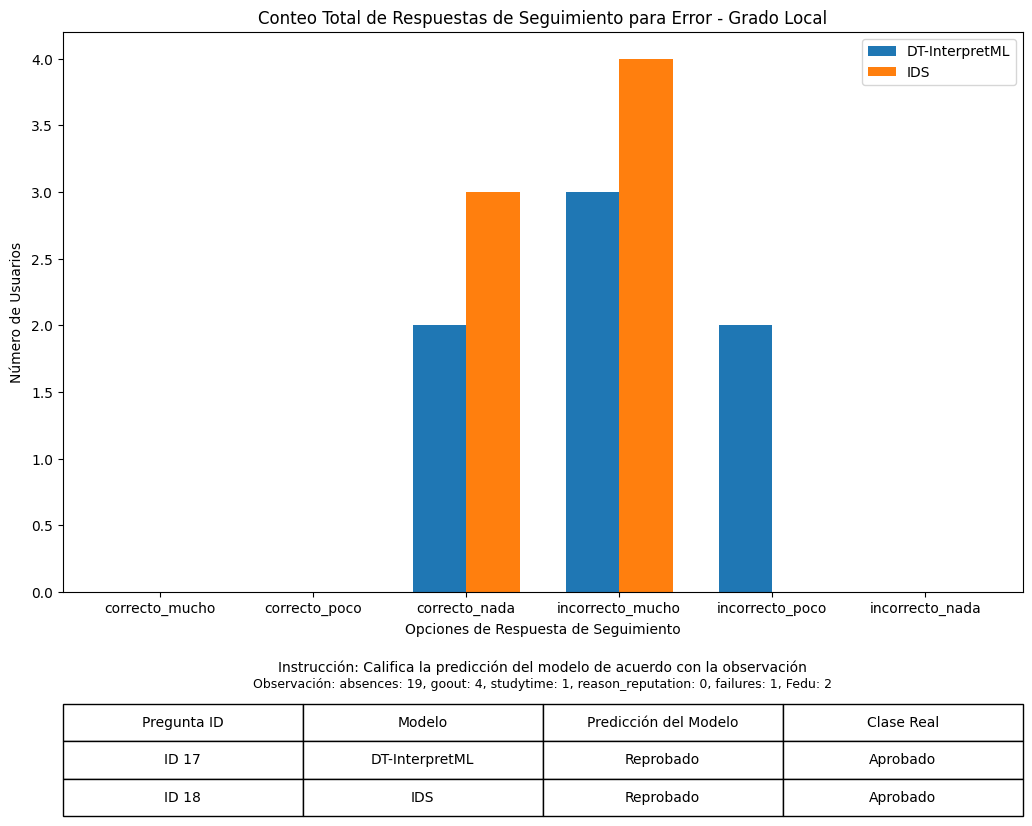 Conteo Total de Respuestas de Seguimiento para Error - Grado Local
DT-InterpretML
IDS
Número de Usuarios
4.0
3.5
3.0
2.5
2.0
1.5
1.0
0.5
0.0
correcto_mucho correcto_poco correcto_nada incorrecto_mucho incorrecto_poco incorrecto_nada
Opciones de Respuesta de Seguimiento
Instrucción: Califica la predicción del modelo de acuerdo con la observación
Observación: absences: 19, goout: 4, studytime: 1, reason_reputation: 0, failures: 1, Fedu: 2
Pregunta ID Modelo Predicción del Modelo Clase Real
ID 17 DT-InterpretML Reprobado Aprobado
ID 18 IDS Reprobado Aprobado